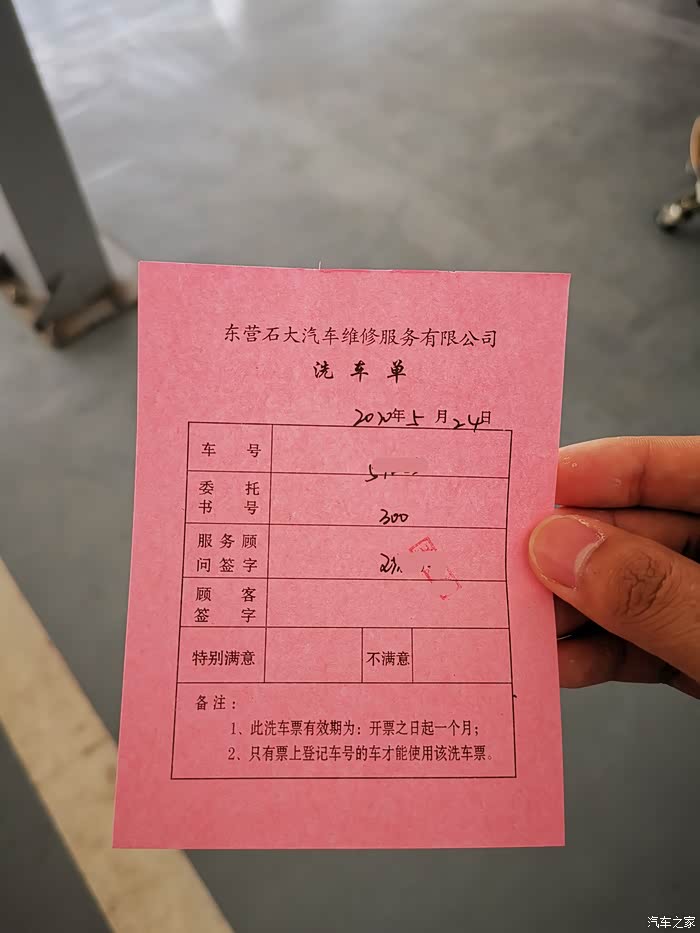 东营石大汽车维修服务有限公司
洗车单
2020年5月24日
车号
委托书号 300
服务顾问签字
顾客签字
特别满意 不满意
备注：
1、此洗车票有效期为：开票之日起一个月；
2、只有票上登记车号的车才能使用该洗车票。
汽车之家